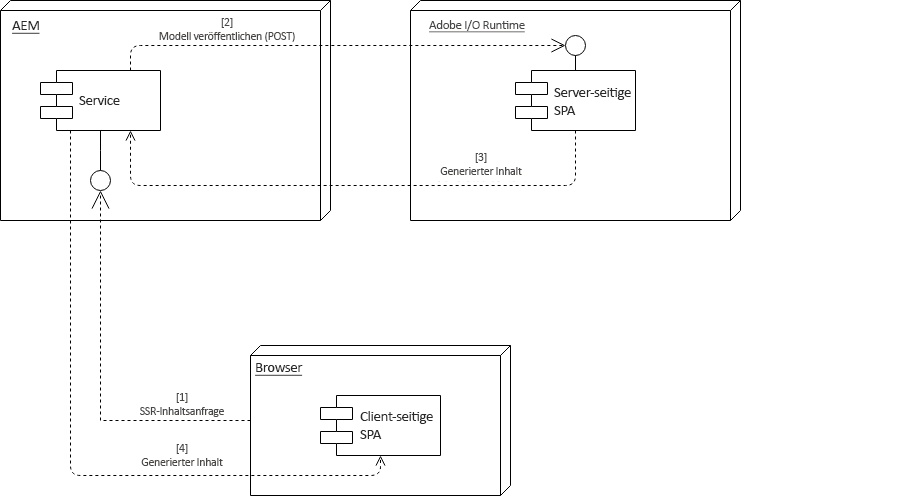 AEM
[2]
Modell veröffentlichen (POST)
Service
Adobe I/O Runtime
Server-seitige
SPA
[3]
Generierter Inhalt
[1]
SSR-Inhaltsanfrage
Browser
Client-seitige
SPA
[4]
Generierter Inhalt